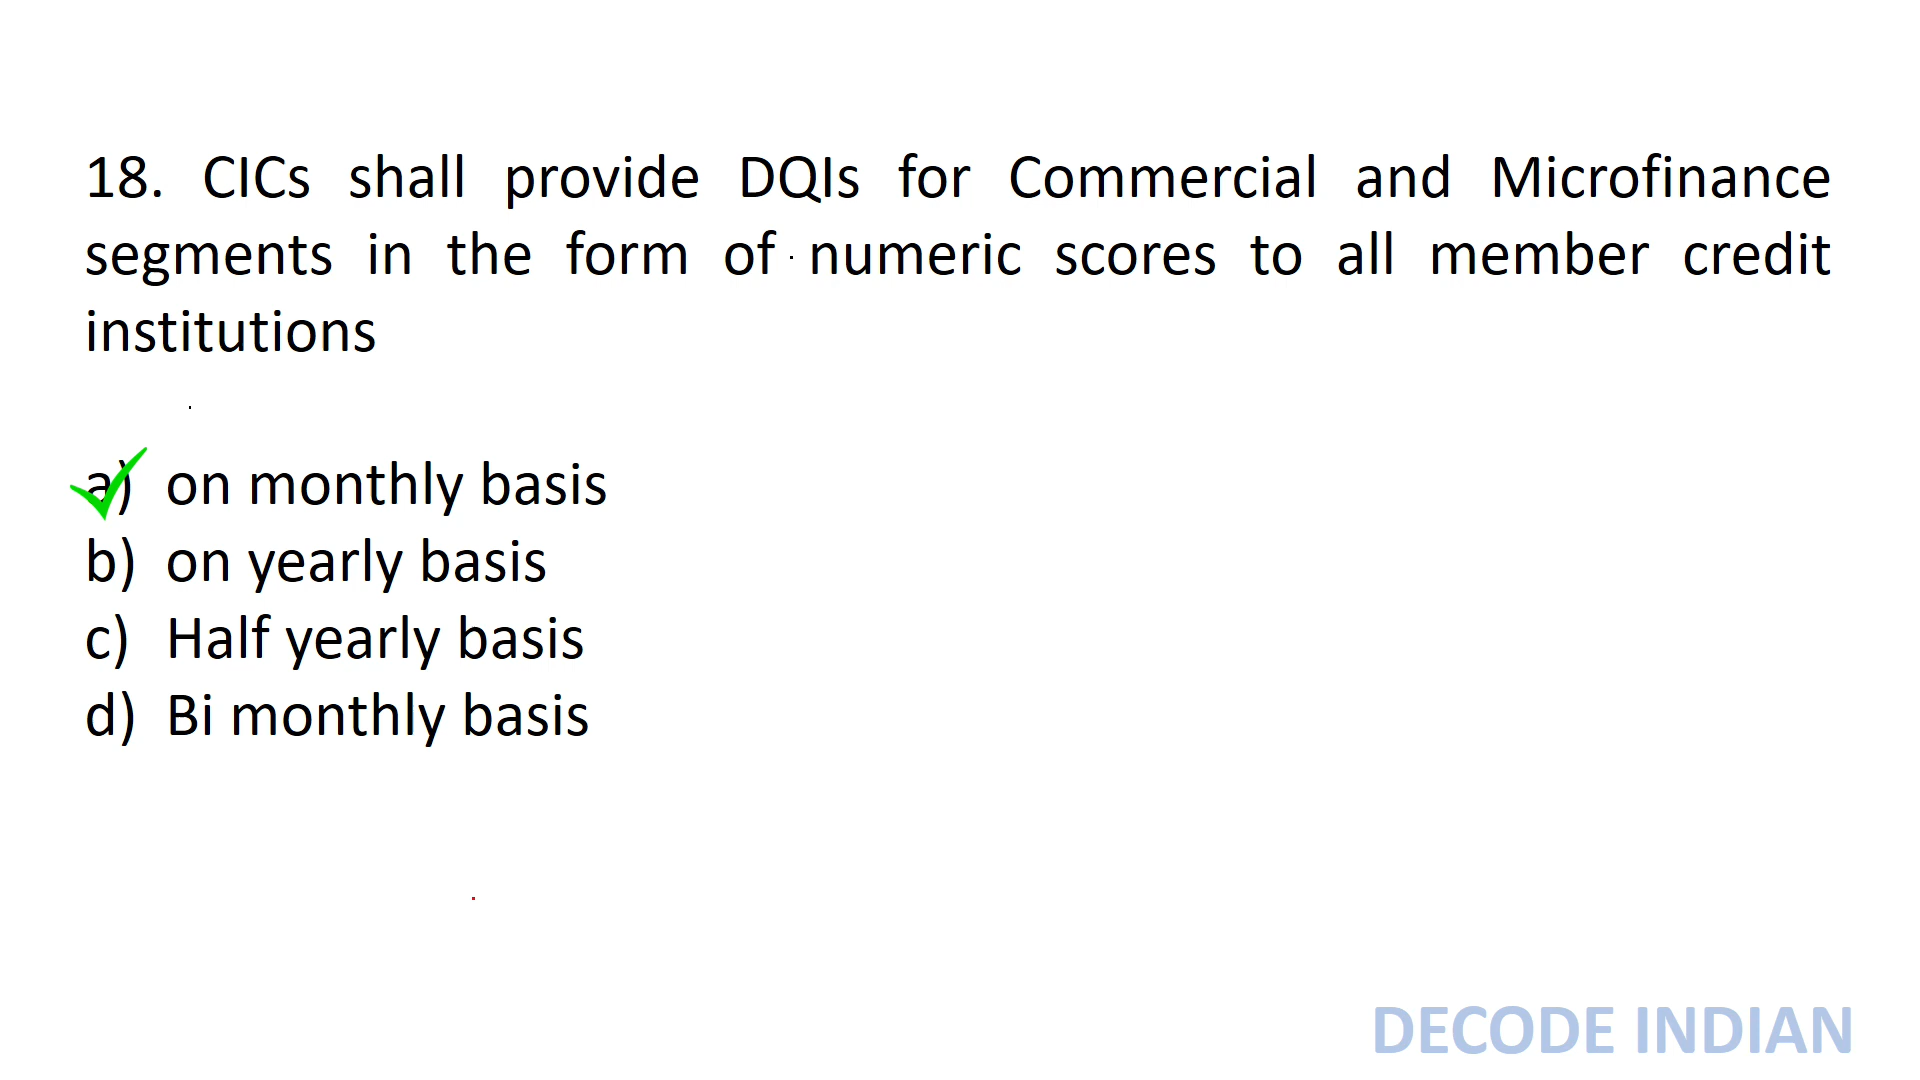 18. CICs shall provide DQIs for Commercial and Microfinance
segments in the form of numeric scores to all member credit
institutions
a) on monthly basis
b) on yearly basis
c) Half yearly basis
d) Bi monthly basis
DECODE INDIAN